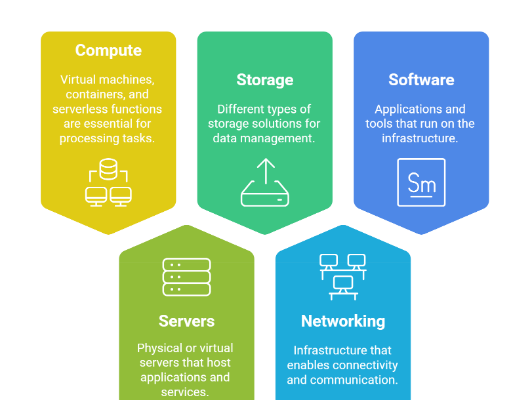 Compute
Virtual machines,
containers, and
serverless functions
are essential for
processing tasks.
Storage
Different types of
storage solutions for
data management.
Software
Applications and
tools that run on the
infrastructure.
Sm
Servers
Physical or virtual
servers that host
applications and
services.
Networking
Infrastructure that
enables connectivity
and communication.